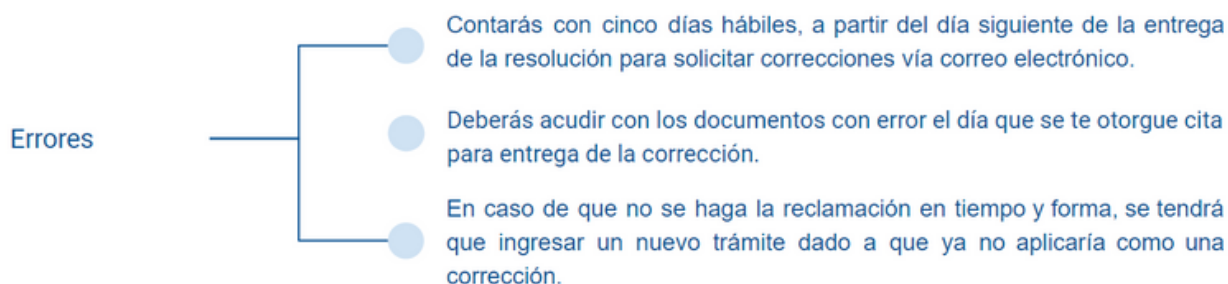 Contarás con cinco días hábiles, a partir del día siguiente de la entrega
de la resolución para solicitar correcciones vía correo electrónico.
Errores
Deberás acudir con los documentos con error el día que se te otorgue cita
para entrega de la corrección.
En caso de que no se haga la reclamación en tiempo y forma, se tendrá
que ingresar un nuevo trámite dado a que ya no aplicaría como una
corrección.